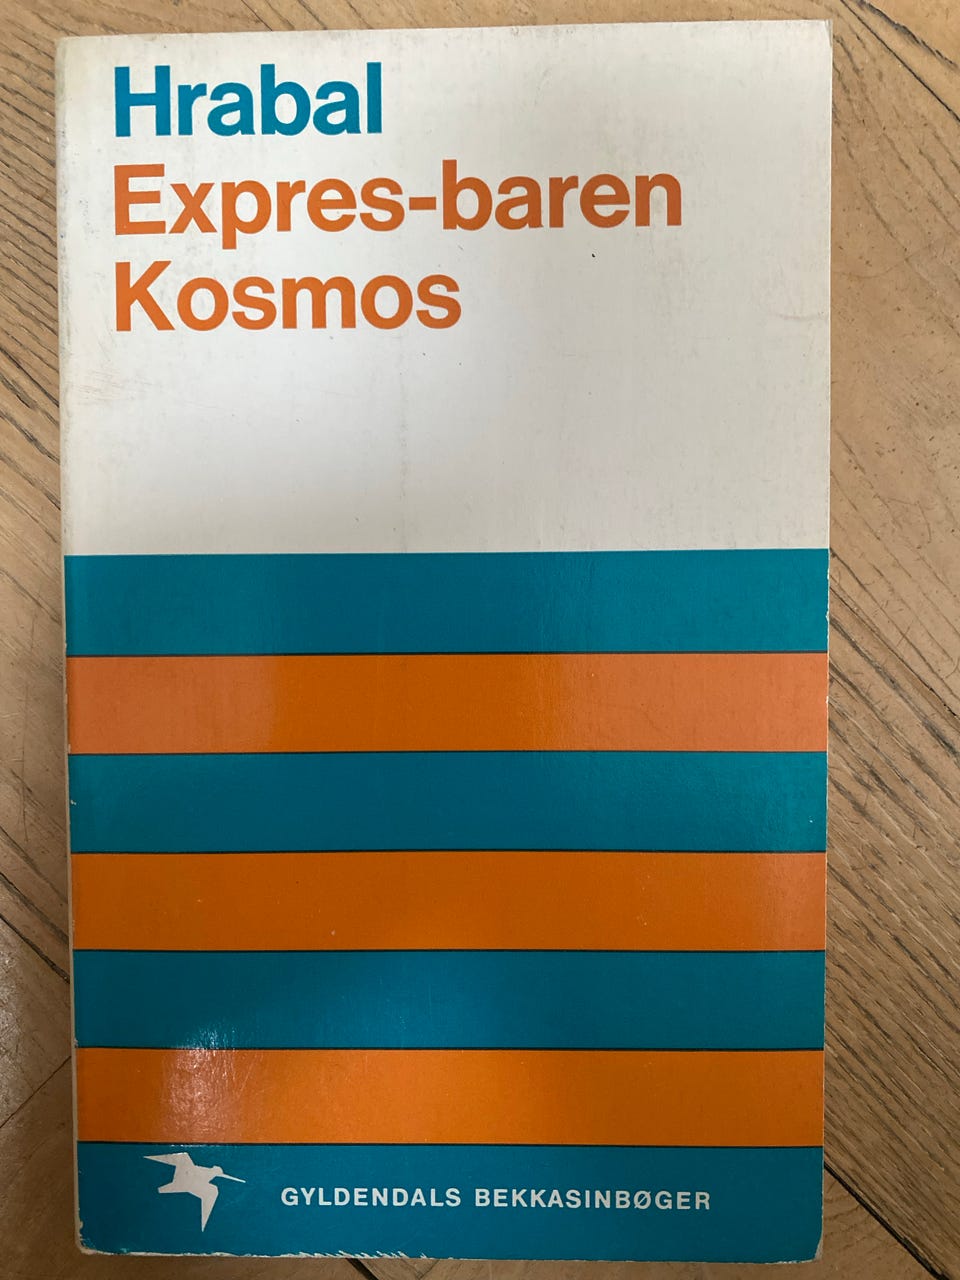 Hrabal
Expres-baren
Kosmos
GYLDENDALS BEKKASINBØGER